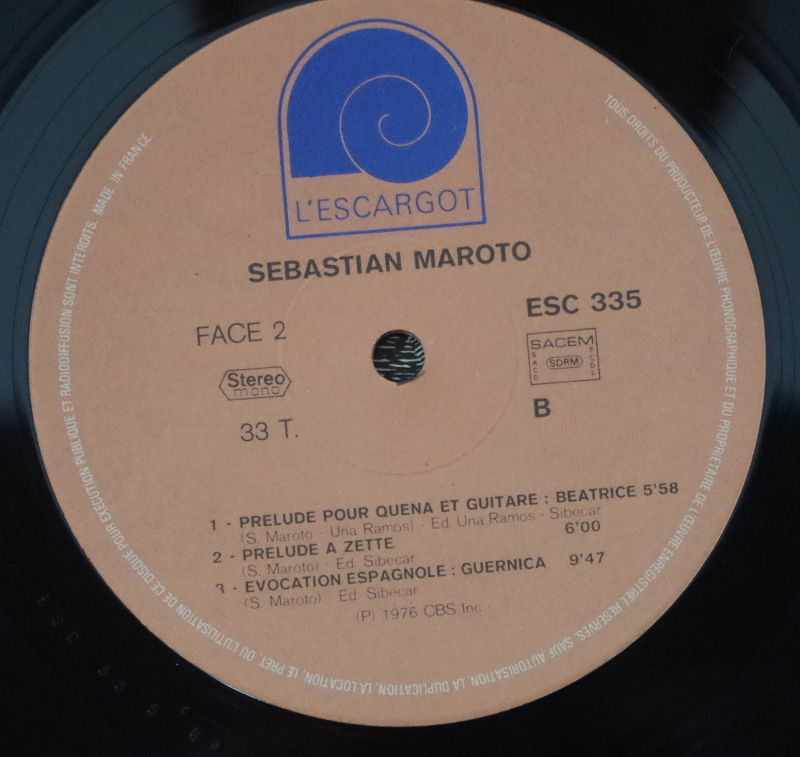 L'ESCARGOT
SEBASTIAN MAROTO
FACE 2
ESC 335
Stereo
mono
SACEM
SACD
SDRM
SCDL
33 T.
B
1 - PRELUDE POUR QUENA ET GUITARE : BEATRICE 5'58
(S. Maroto - Una Ramos) - Ed. Una Ramos - Sibecar
2 - PRELUDE A ZETTE 6'00
(S. Maroto) - Ed. Sibecar
3 - EVOCATION ESPAGNOLE : GUERNICA 9'47
(S. Maroto) - Ed. Sibecar
(P) 1976 CBS Inc.
TOUS DROITS DU PRODUCTEUR DE L'ŒUVRE PHONOGRAPHIQUE ET DU PROPRIETAIRE DE L'ŒUVRE ENREGISTRÉE RESERVES. SAUF AUTORISATION, LA DUPLICATION, LA LOCATION, LE PRET, OU L'UTILISATION DE CE DISQUE POUR EXECUTION PUBLIQUE ET RADIODIFFUSION SONT INTERDITS. MADE IN FRANCE